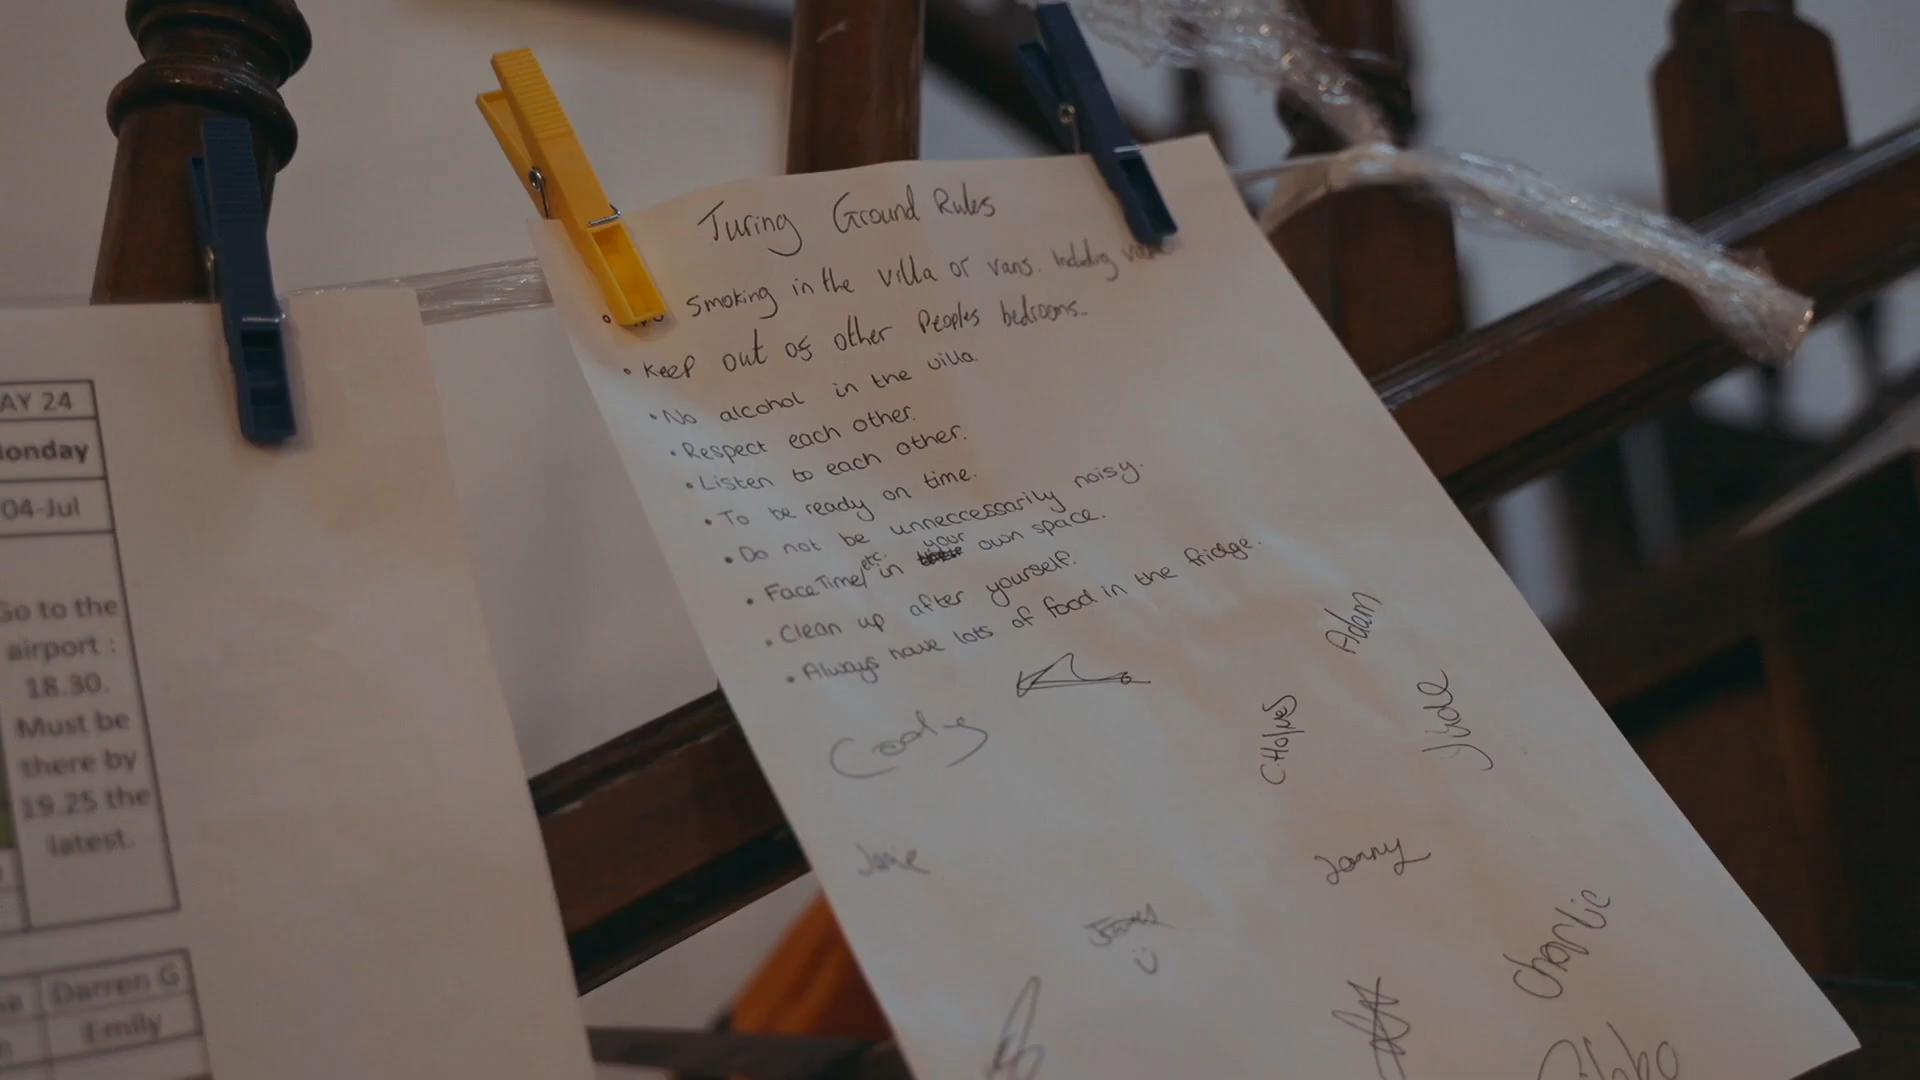 AY 24
onday
04-Jul
Go to the
airport :
18.30.
Must be
there by
19.25 the
latest.
Darren G
Emily
Turing Ground Rules
• smoking in the villa or vans. Including
• Keep out of other Peoples bedrooms.
• No alcohol in the villa.
• Respect each other.
• Listen to each other.
• To be ready on time.
• Do not be unneccessarily noisy.
• FaceTime/etc. in your own space.
• Clean up after yourself.
• Always have lots of food in the fridge.
Adam
CHolmes
Jamie
Jonny
Charlie